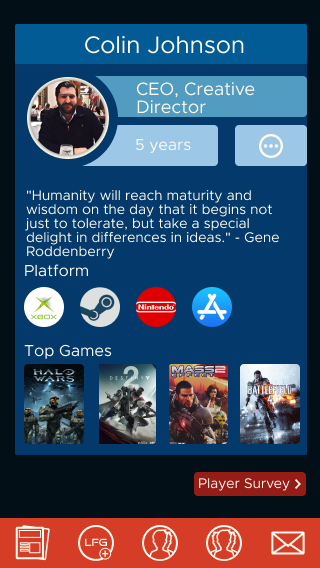 Colin Johnson
CEO, Creative
Director
5 years
"Humanity will reach maturity and
wisdom on the day that it begins not
just to tolerate, but take a special
delight in differences in ideas." - Gene
Roddenberry
Platform
XBOX
Nintendo
Top Games
HALO WARS
DESTINY 2
MASS EFFECT 2
BATTLEFIELD
Player Survey
LFG